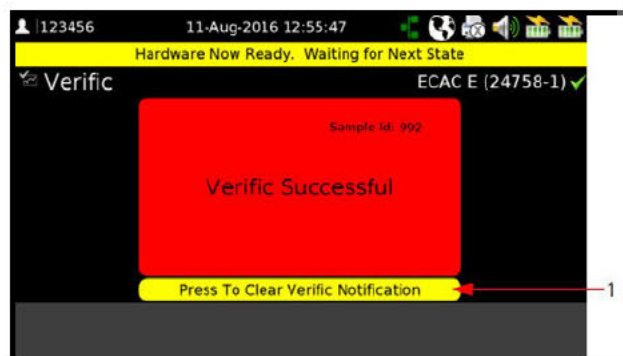 123456 11-Aug-2016 12:55:47
Hardware Now Ready. Waiting for Next State
Verific ECAC E (24758-1)
Sample Id: 992
Verific Successful
Press To Clear Verific Notification
1